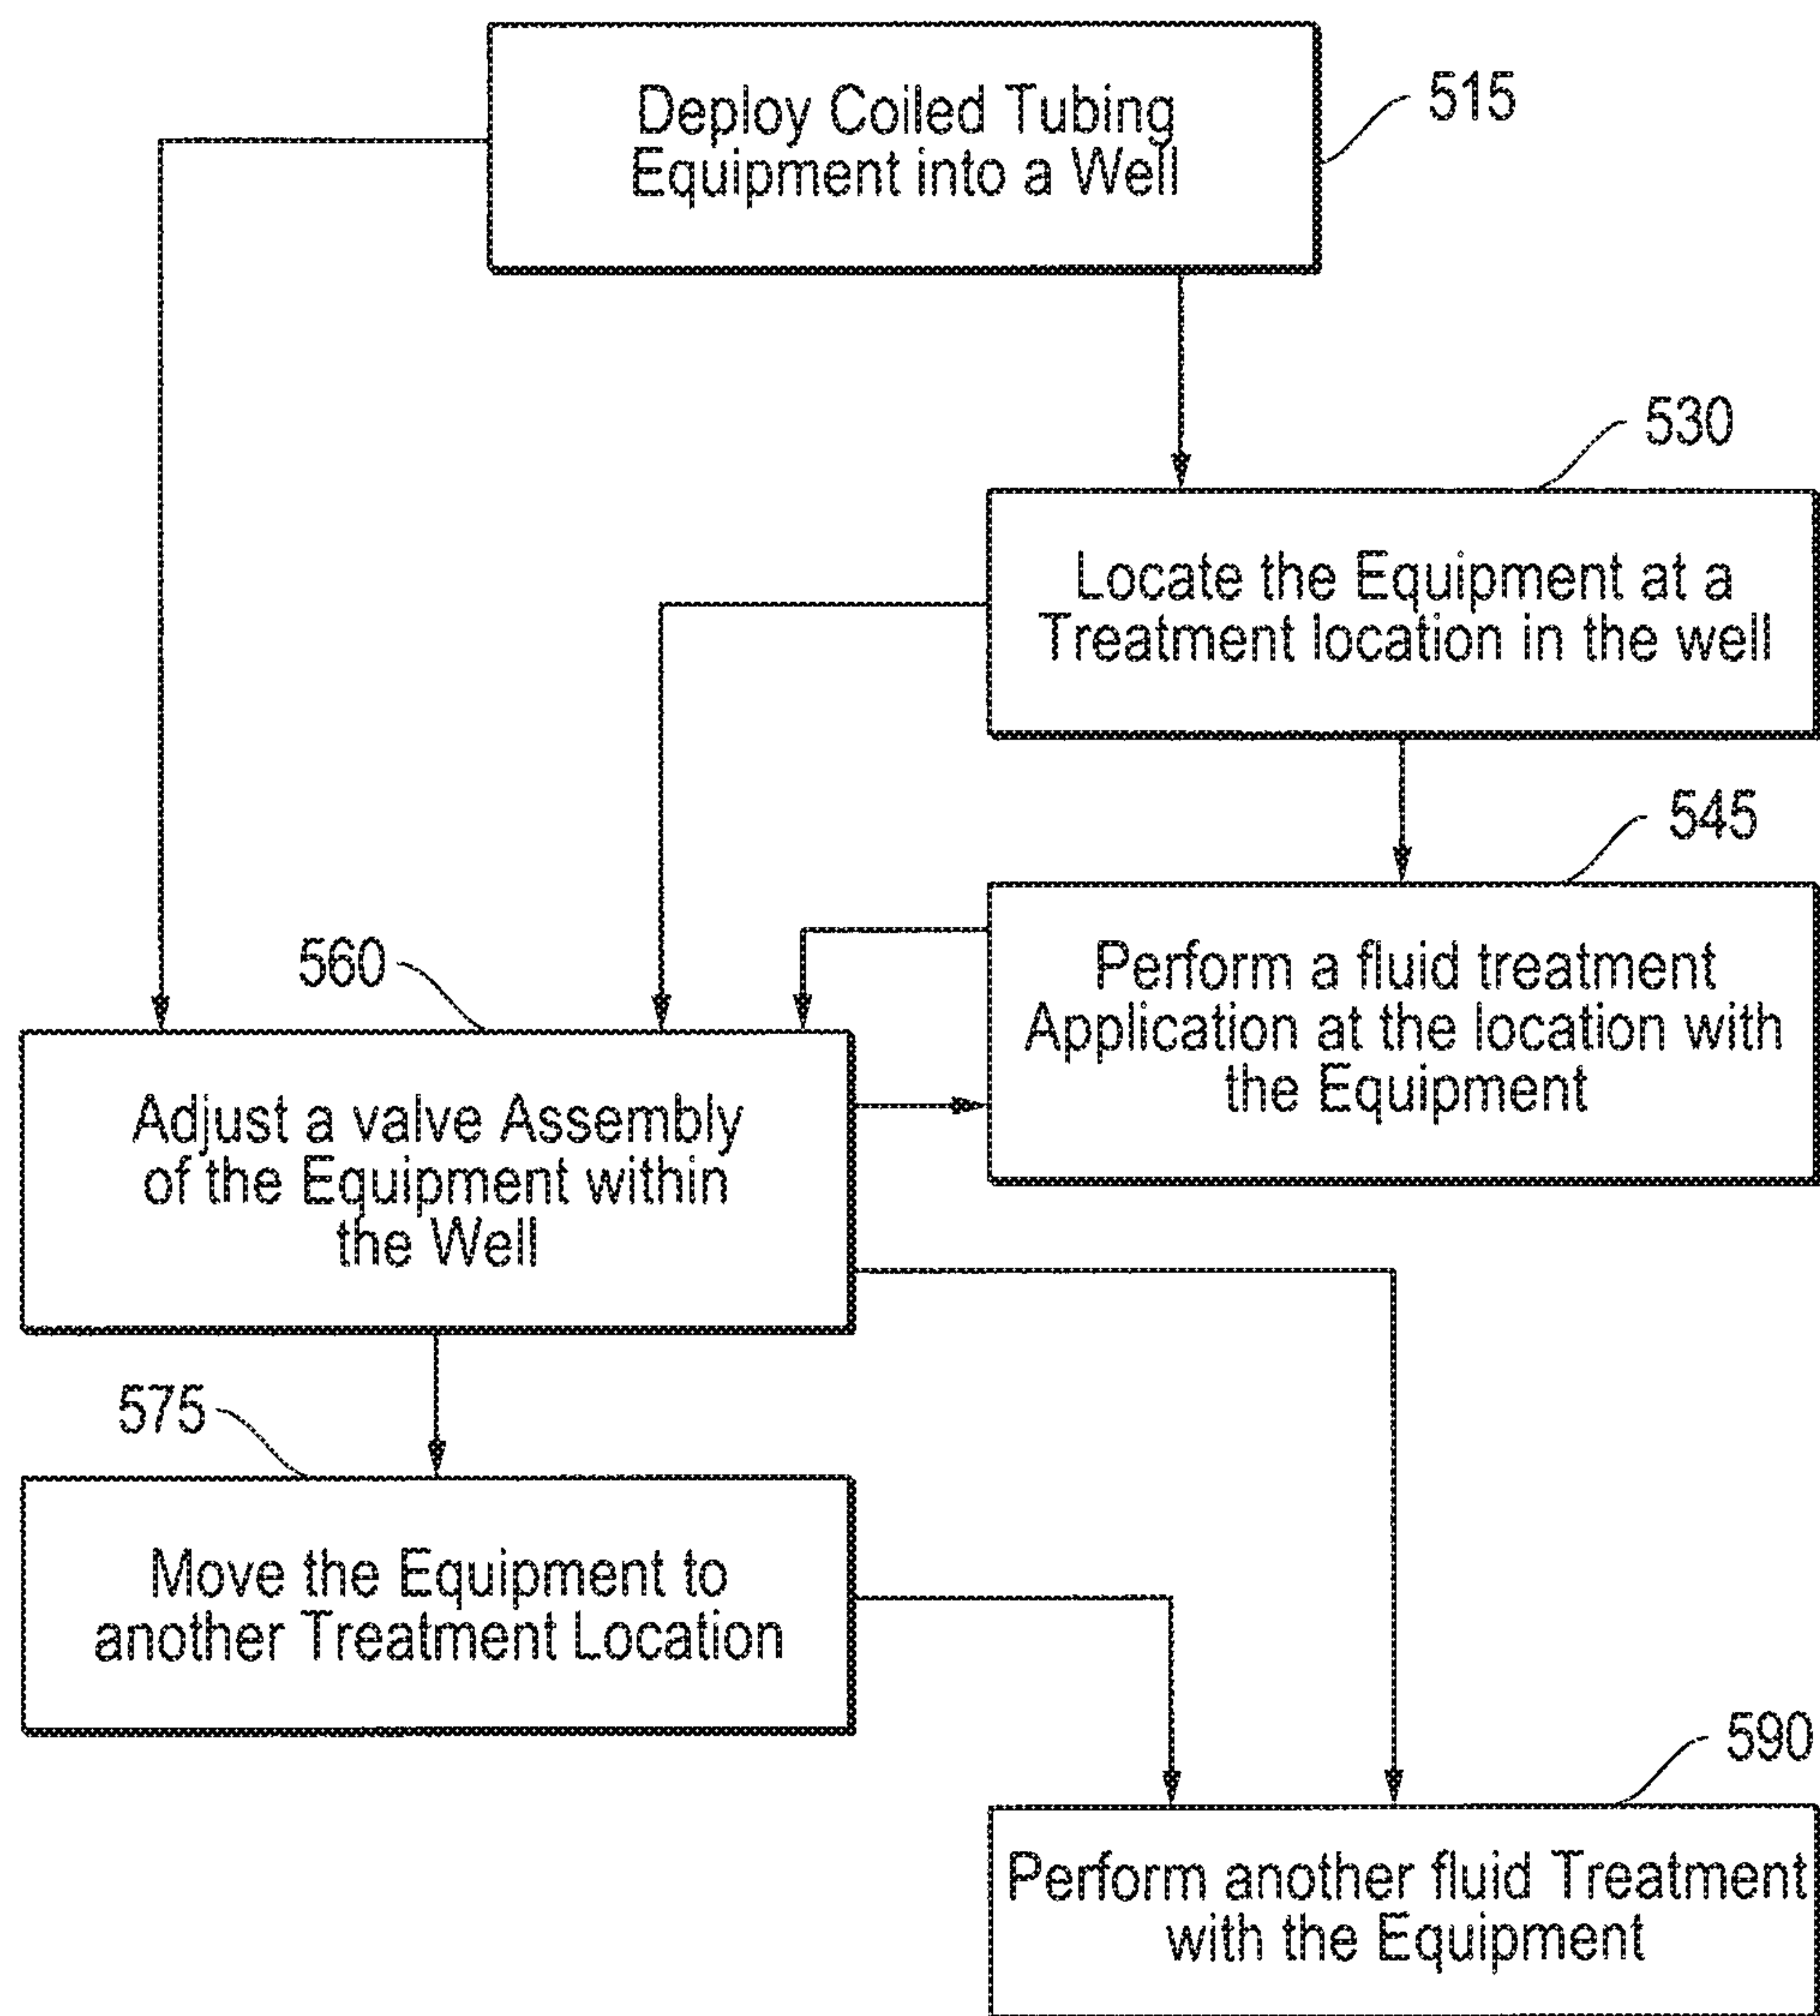 Deploy Coiled Tubing
Equipment into a Well
515
530
Locate the Equipment at a
Treatment location in the well
545
Perform a fluid treatment
Application at the location with
the Equipment
560
Adjust a valve Assembly
of the Equipment within
the Well
575
Move the Equipment to
another Treatment Location
590
Perform another fluid Treatment
with the Equipment